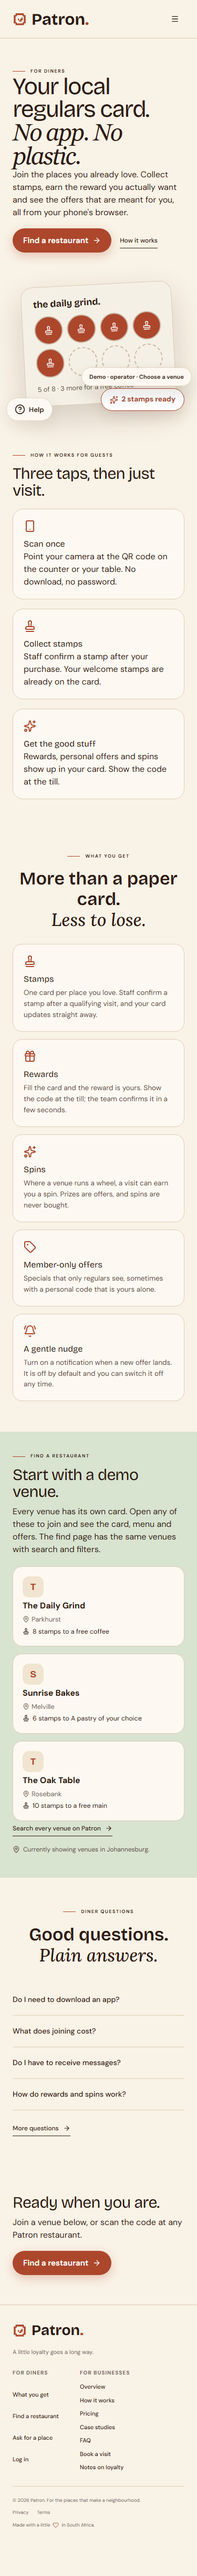 Patron.
FOR DINERS
Your local
regulars card.
No app. No
plastic.
Join the places you already love. Collect
stamps, earn the reward you actually want
and see the offers that are meant for you,
all from your phone's browser.
Find a restaurant →
How it works
the daily grind.
5 of 8 · 3 more for a free
Demo · operator · Choose a venue
Help
2 stamps ready
HOW IT WORKS FOR GUESTS
Three taps, then just
visit.
Scan once
Point your camera at the QR code on
the counter or your table. No
download, no password.
Collect stamps
Staff confirm a stamp after your
purchase. Your welcome stamps are
already on the card.
Get the good stuff
Rewards, personal offers and spins
show up in your card. Show the code
at the till.
WHAT YOU GET
More than a paper
card.
Less to lose.
Stamps
One card per place you love. Staff confirm a
stamp after a qualifying visit, and your card
updates straight away.
Rewards
Fill the card and the reward is yours. Show
the code at the till; the team confirms it in a
few seconds.
Spins
Where a venue runs a wheel, a visit can earn
you a spin. Prizes are offers, and spins are
never bought.
Member-only offers
Specials that only regulars see, sometimes
with a personal code that is yours alone.
A gentle nudge
Turn on a notification when a new offer lands.
It is off by default and you can switch it off
any time.
FIND A RESTAURANT
Start with a demo
venue.
Every venue has its own card. Open any of
these to join and see the card, menu and
offers. The find page has the same venues
with search and filters.
T
The Daily Grind
Parkhurst
8 stamps to a free coffee
S
Sunrise Bakes
Melville
6 stamps to A pastry of your choice
T
The Oak Table
Rosebank
10 stamps to a free main
Search every venue on Patron →
Currently showing venues in Johannesburg.
DINER QUESTIONS
Good questions.
Plain answers.
Do I need to download an app?
What does joining cost?
Do I have to receive messages?
How do rewards and spins work?
More questions →
Ready when you are.
Join a venue below, or scan the code at any
Patron restaurant.
Find a restaurant →
Patron.
A little loyalty goes a long way.
FOR DINERS
What you get
Find a restaurant
Ask for a place
Log in
FOR BUSINESSES
Overview
How it works
Pricing
Case studies
FAQ
Book a visit
Notes on loyalty
© 2026 Patron. For the places that make a neighbourhood.
Privacy Terms
Made with a little ♡ in South Africa.